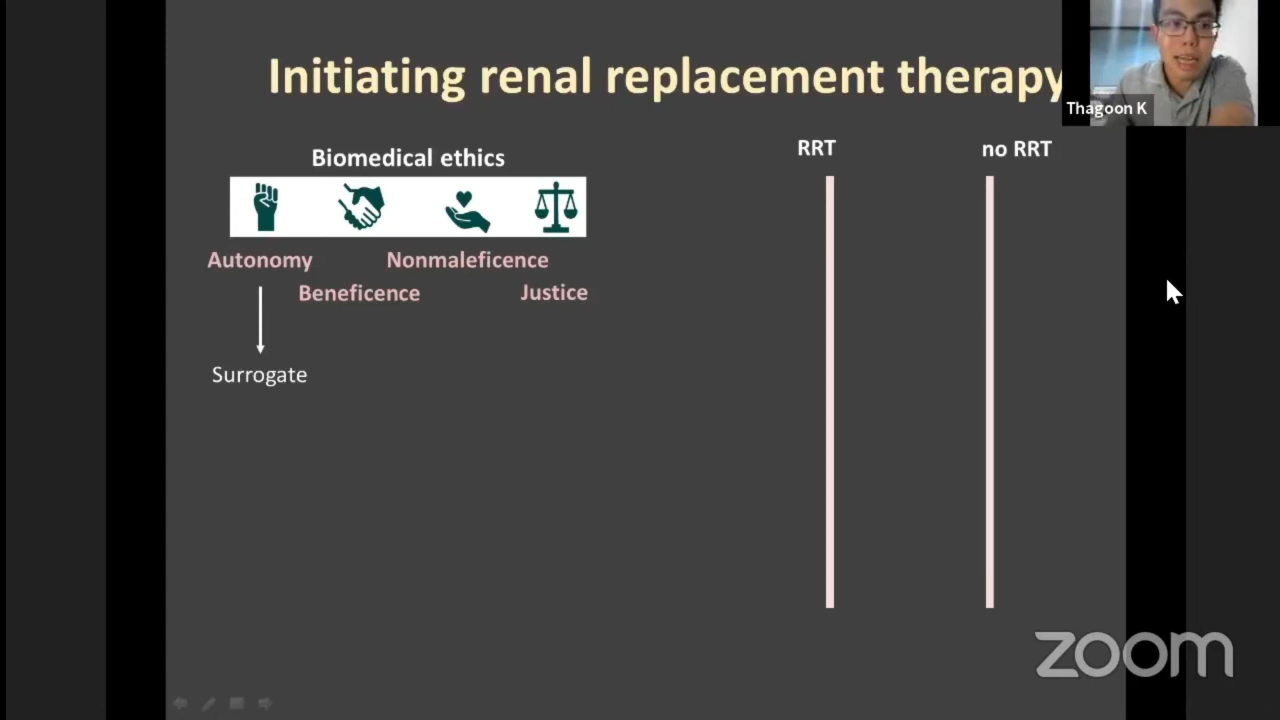 Initiating renal replacement therapy
Thagoon K
Biomedical ethics
RRT
no RRT
Autonomy
Nonmaleficence
Beneficence
Justice
Surrogate
zoom